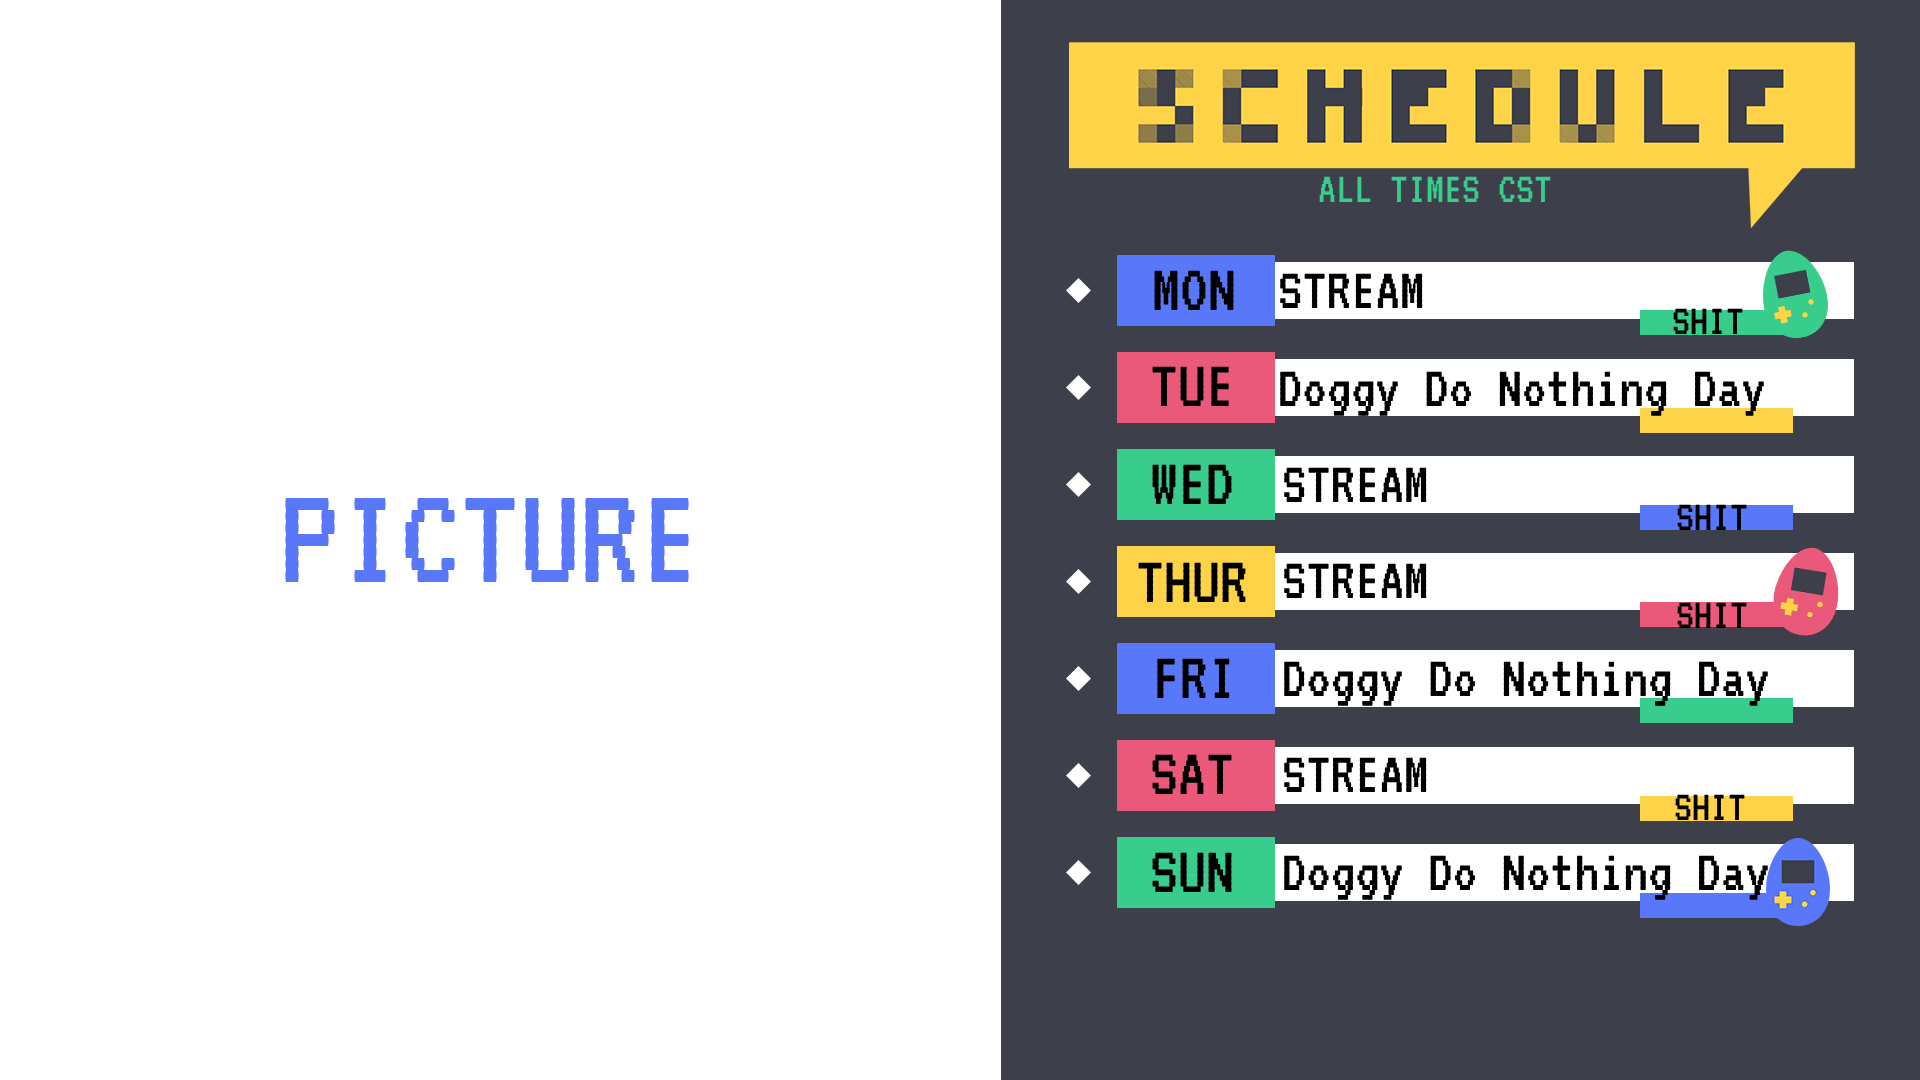 PICTURE
SCHEDULE
ALL TIMES CST
MON STREAM
SHIT
TUE Doggy Do Nothing Day
WED STREAM
SHIT
THUR STREAM
SHIT
FRI Doggy Do Nothing Day
SAT STREAM
SHIT
SUN Doggy Do Nothing Day